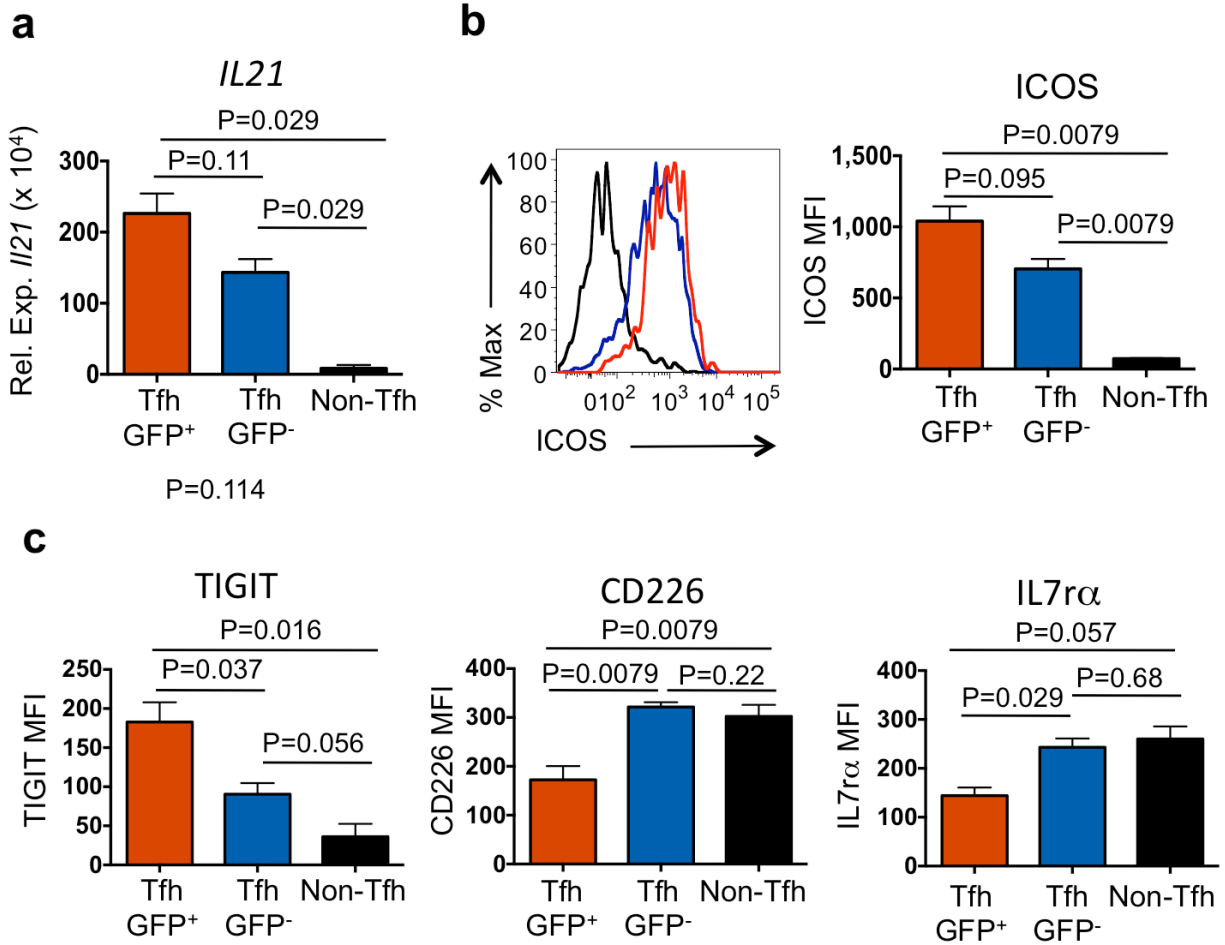 a
IL21
P=0.029
P=0.11
P=0.029
Rel. Exp. Il21 (x 10⁴)
300
200
100
0
Tfh GFP⁺
Tfh GFP⁻
Non-Tfh
P=0.114
b
% Max
100
80
60
40
20
0
010² 10³ 10⁴ 10⁵
ICOS
ICOS
P=0.0079
P=0.095
P=0.0079
ICOS MFI
1,500
1,000
500
0
Tfh GFP⁺
Tfh GFP⁻
Non-Tfh
c
TIGIT
P=0.016
P=0.037
P=0.056
TIGIT MFI
250
200
150
100
50
0
Tfh GFP⁺
Tfh GFP⁻
Non-Tfh
CD226
P=0.0079
P=0.0079
P=0.22
CD226 MFI
400
300
200
100
0
Tfh GFP⁺
Tfh GFP⁻
Non-Tfh
IL7rα
P=0.057
P=0.68
P=0.029
IL7rα MFI
400
300
200
100
0
Tfh GFP⁺
Tfh GFP⁻
Non-Tfh